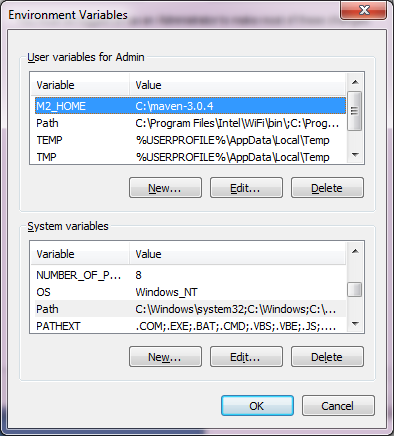 Environment Variables
User variables for Admin
Variable Value
M2_HOME C:\maven-3.0.4
Path C:\Program Files\Intel\WiFi\bin\;C:\Prog...
TEMP %USERPROFILE%\AppData\Local\Temp
TMP %USERPROFILE%\AppData\Local\Temp
New... Edit... Delete
System variables
Variable Value
NUMBER_OF_P... 8
OS Windows_NT
Path C:\Windows\system32;C:\Windows;C:\...
PATHEXT .COM;.EXE;.BAT;.CMD;.VBS;.VBE;.JS;....
New... Edit... Delete
OK Cancel